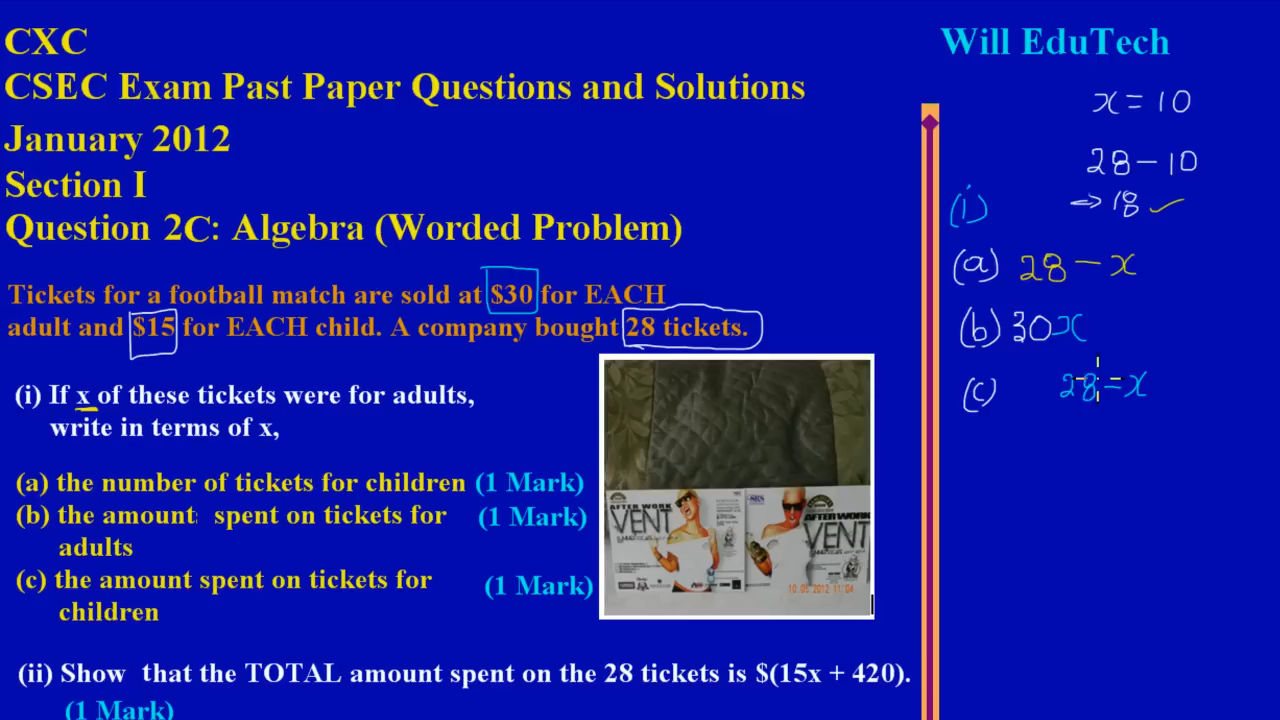 CXC
CSEC Exam Past Paper Questions and Solutions
January 2012
Section I
Question 2C: Algebra (Worded Problem)
Tickets for a football match are sold at $30 for EACH
adult and $15 for EACH child. A company bought 28 tickets.
(i) If x of these tickets were for adults,
write in terms of x,
(a) the number of tickets for children (1 Mark)
(b) the amount spent on tickets for (1 Mark)
adults
(c) the amount spent on tickets for (1 Mark)
children
AFTER WORK
VENT
AFTER WORK
VENT
10 05 2012 11 04
(ii) Show that the TOTAL amount spent on the 28 tickets is $(15x + 420).
(1 Mark)
Will EduTech
x = 10
28 - 10
(i) ⇒ 18 ✓
(a) 28 - x
(b) 30x
(c) 28 - x